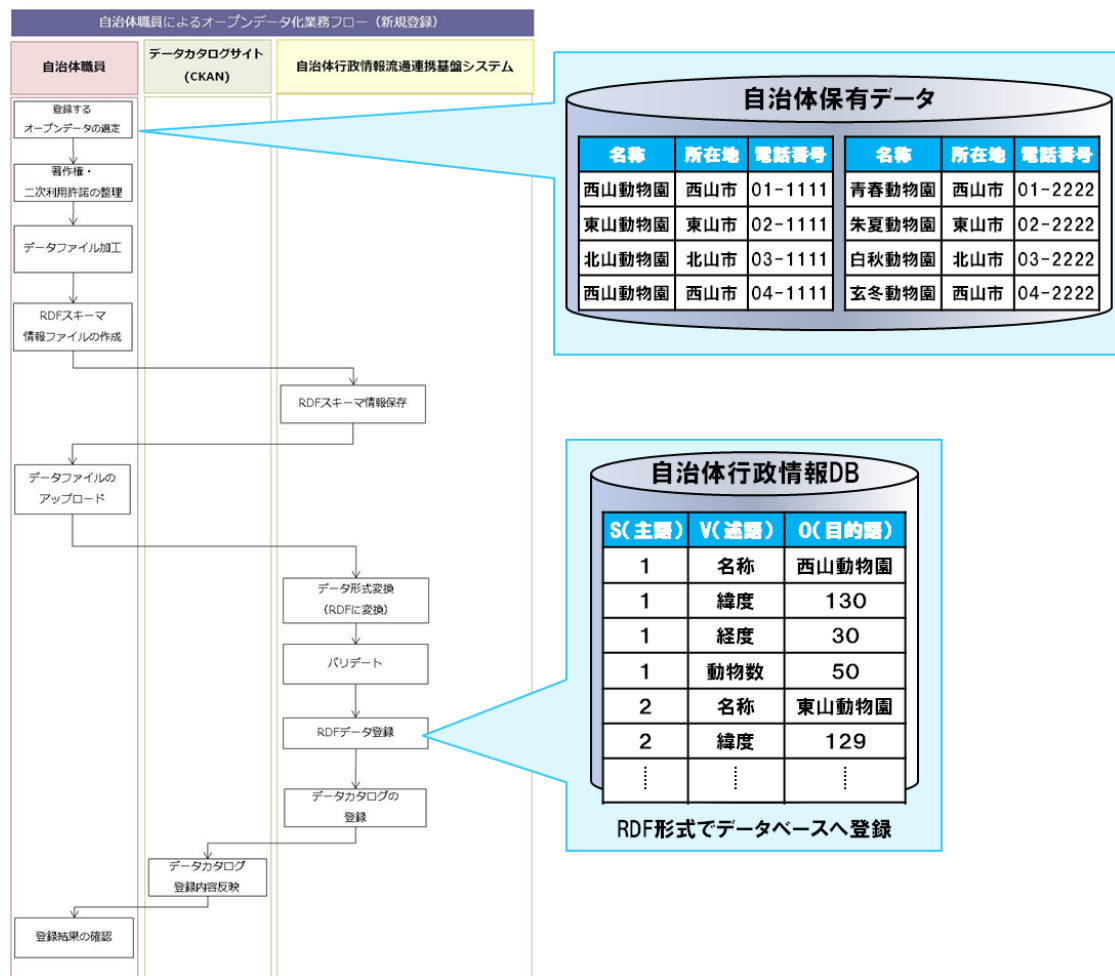 自治体職員によるオープンデータ化業務フロー（新規登録）
自治体職員
データカタログサイト
(CKAN)
自治体行政情報流通連携基盤システム
登録する
オープンデータの選定
著作権・
二次利用許諾の整理
データファイル加工
RDFスキーマ
情報ファイルの作成
RDFスキーマ情報保存
データファイルの
アップロード
データ形式変換
(RDFに変換)
バリデート
RDFデータ登録
データカタログの
登録
データカタログ
登録内容反映
登録結果の確認
自治体保有データ
名称 所在地 電話番号 名称 所在地 電話番号
西山動物園 西山市 01-1111 青春動物園 西山市 01-2222
東山動物園 東山市 02-1111 朱夏動物園 東山市 02-2222
北山動物園 北山市 03-1111 白秋動物園 北山市 03-2222
西山動物園 西山市 04-1111 玄冬動物園 西山市 04-2222
自治体行政情報DB
S(主語) V(述語) O(目的語)
1 名称 西山動物園
1 緯度 130
1 経度 30
1 動物数 50
2 名称 東山動物園
2 緯度 129
RDF形式でデータベースへ登録